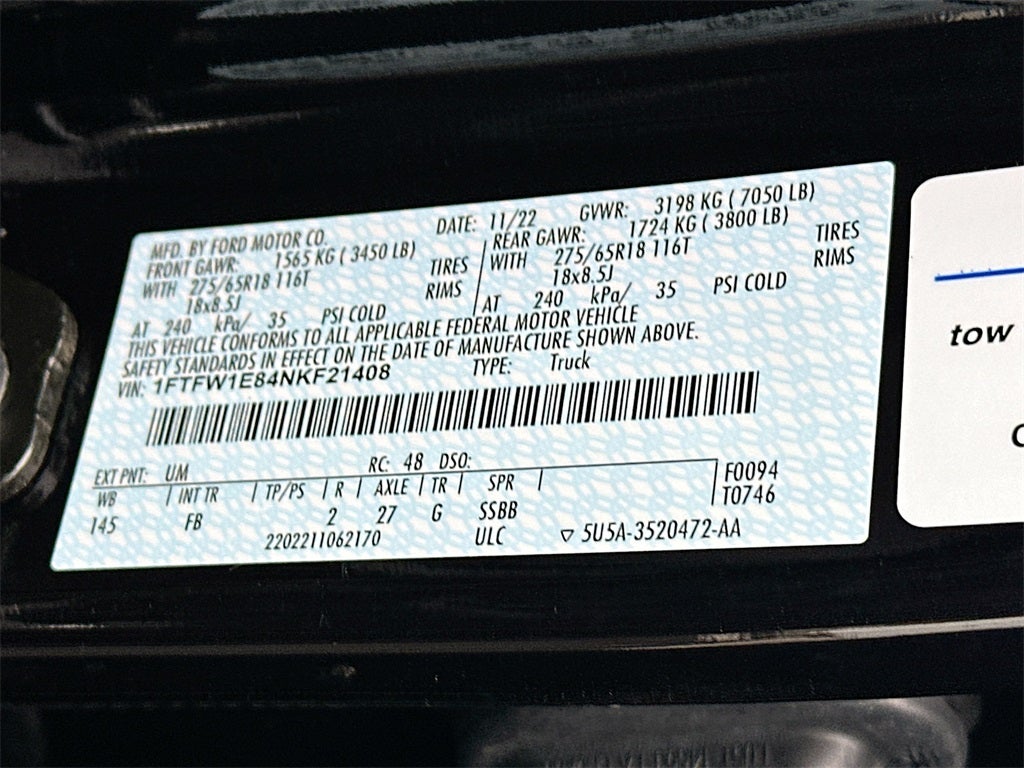 MFD. BY FORD MOTOR CO.
DATE: 11/22 GVWR: 3198 KG ( 7050 LB)
FRONT GAWR: 1565 KG ( 3450 LB)
REAR GAWR: 1724 KG ( 3800 LB)
WITH 275/65R18 116T TIRES
WITH 275/65R18 116T TIRES
18x8.5J RIMS
18x8.5J RIMS
AT 240 kPa/ 35 PSI COLD
AT 240 kPa/ 35 PSI COLD
THIS VEHICLE CONFORMS TO ALL APPLICABLE FEDERAL MOTOR VEHICLE
SAFETY STANDARDS IN EFFECT ON THE DATE OF MANUFACTURE SHOWN ABOVE.
VIN: 1FTFW1E84NKF21408 TYPE: Truck
EXT PNT: UM RC: 48 DSO:
WB INT TR TP/PS R AXLE TR SPR F0094
145 FB 2 27 G SSBB T0746
2202211062170 ULC ▽ 5U5A-3520472-AA
tow